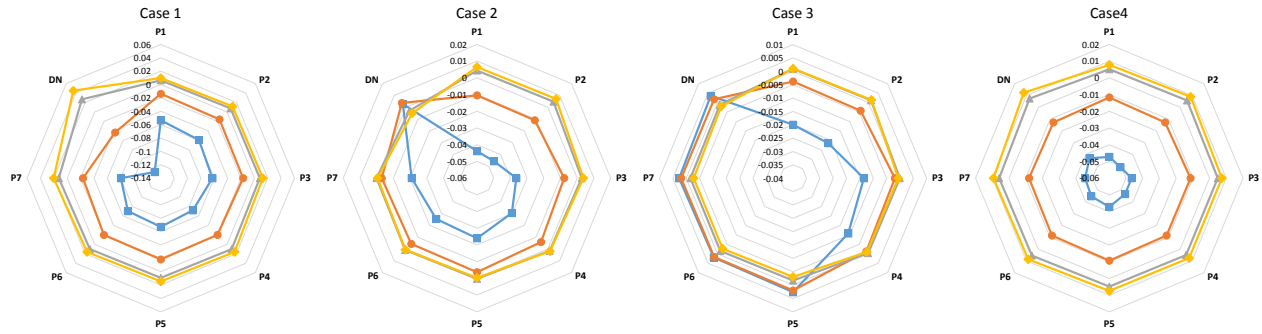 Case 1
P1
0.06
0.04
0.02
0
-0.02
-0.04
-0.06
-0.08
-0.1
-0.12
-0.14
P2
P3
P4
P5
P6
P7
DN
Case 2
P1
0.02
0.01
0
-0.01
-0.02
-0.03
-0.04
-0.05
-0.06
P2
P3
P4
P5
P6
P7
DN
Case 3
P1
0.01
0.005
0
-0.005
-0.01
-0.015
-0.02
-0.025
-0.03
-0.035
-0.04
P2
P3
P4
P5
P6
P7
DN
Case4
P1
0.02
0.01
0
-0.01
-0.02
-0.03
-0.04
-0.05
-0.06
P2
P3
P4
P5
P6
P7
DN